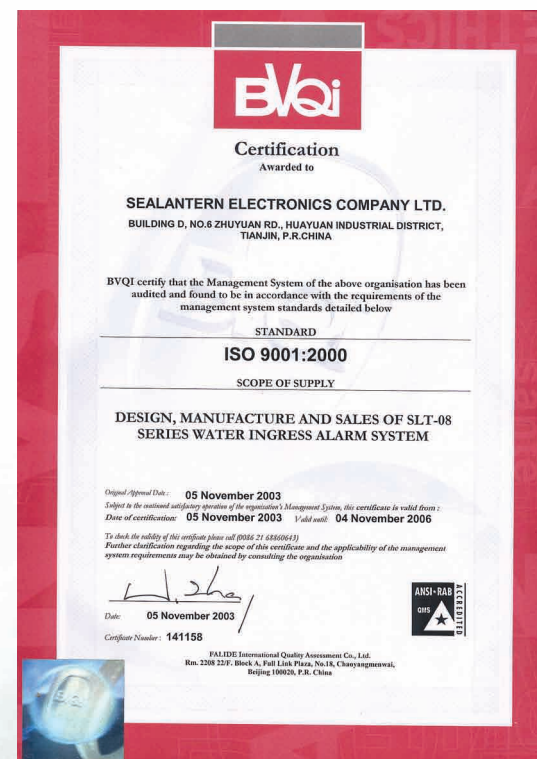 BVQi
Certification
Awarded to
SEALANTERN ELECTRONICS COMPANY LTD.
BUILDING D, NO.6 ZHUYUAN RD., HUAYUAN INDUSTRIAL DISTRICT,
TIANJIN, P.R.CHINA
BVQI certify that the Management System of the above organisation has been
audited and found to be in accordance with the requirements of the
management system standards detailed below
STANDARD
ISO 9001:2000
SCOPE OF SUPPLY
DESIGN, MANUFACTURE AND SALES OF SLT-08
SERIES WATER INGRESS ALARM SYSTEM
Original Approval Date : 05 November 2003
Subject to the continued satisfactory operation of the organisation's Management System, this certificate is valid from :
Date of certification: 05 November 2003 Valid until: 04 November 2006
To check the validity of this certificate please call (0086 21 68860643)
Further clarification regarding the scope of this certificate and the applicability of the management
system requirements may be obtained by consulting the organisation
Date: 05 November 2003
Certificate Number : 141158
ANSI-RAB
QMS
ACCREDITED
FALIDE International Quality Assessment Co., Ltd.
Rm. 2208 22/F. Block A, Full Link Plaza, No.18, Chaoyangmenwai,
Beijing 100020, P.R. China